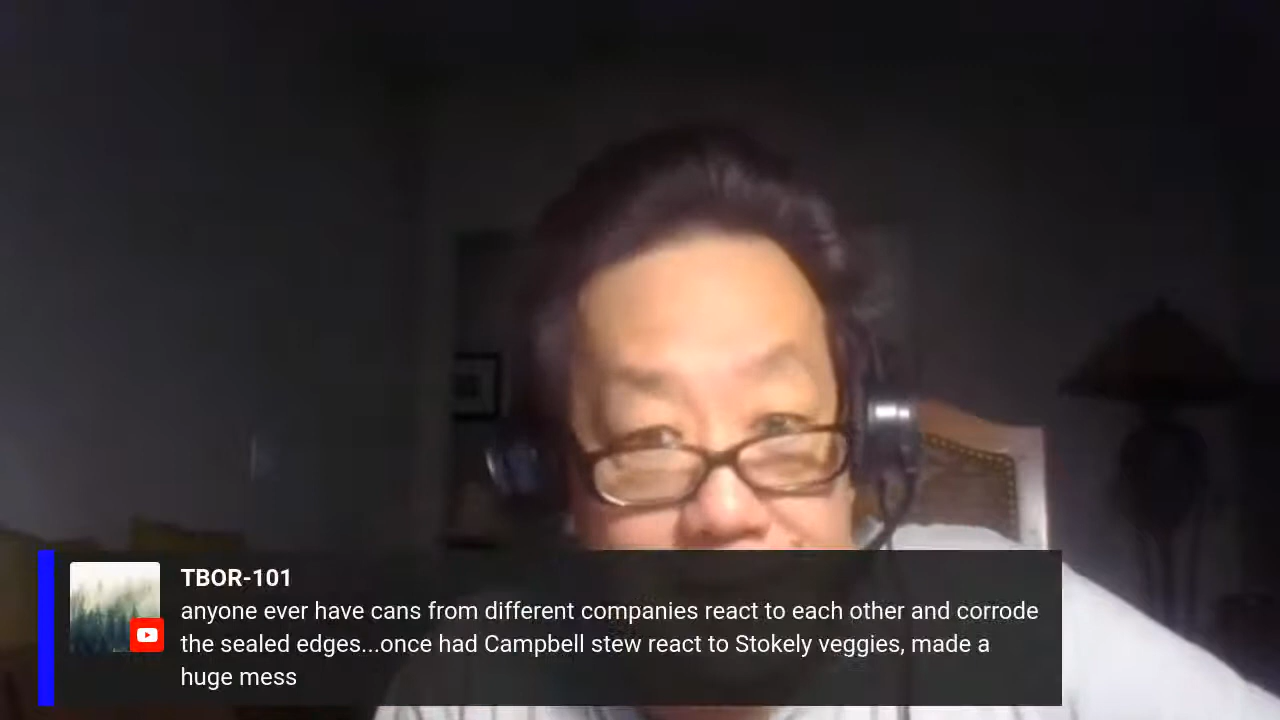 TBOR-101
anyone ever have cans from different companies react to each other and corrode
the sealed edges...once had Campbell stew react to Stokely veggies, made a
huge mess